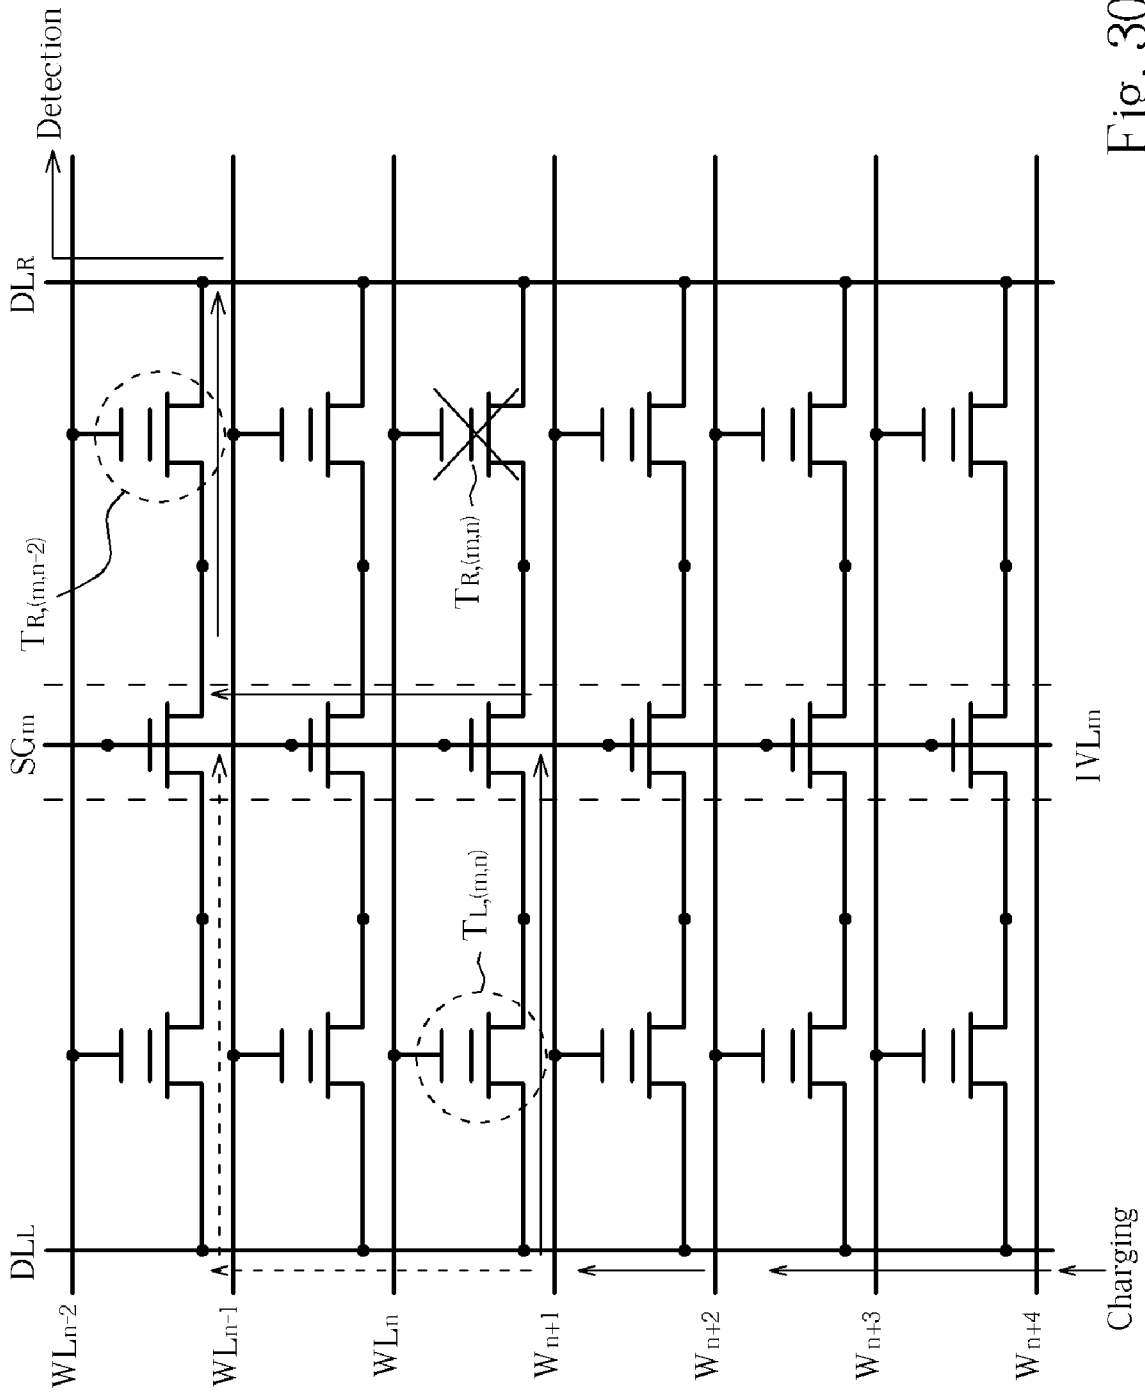 DLL
SGm
DLR
Detection
WLn-2
TR,(m,n-2)
WLn-1
WLn
TL,(m,n)
TR,(m,n)
Wn+1
Wn+2
Wn+3
Wn+4
IVLm
Charging
Fig. 30